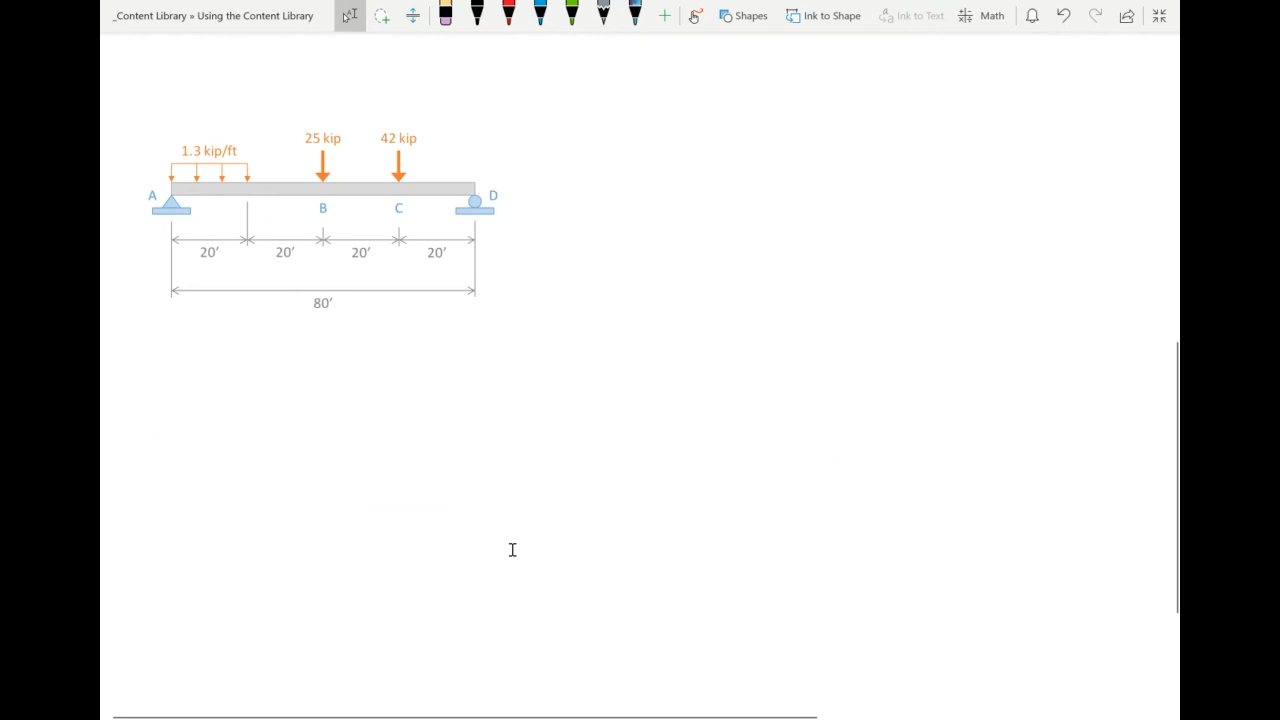 _Content Library » Using the Content Library
Shapes
Ink to Shape
Ink to Text
Math
25 kip
42 kip
1.3 kip/ft
A
D
B
C
20’
20’
20’
20’
80’